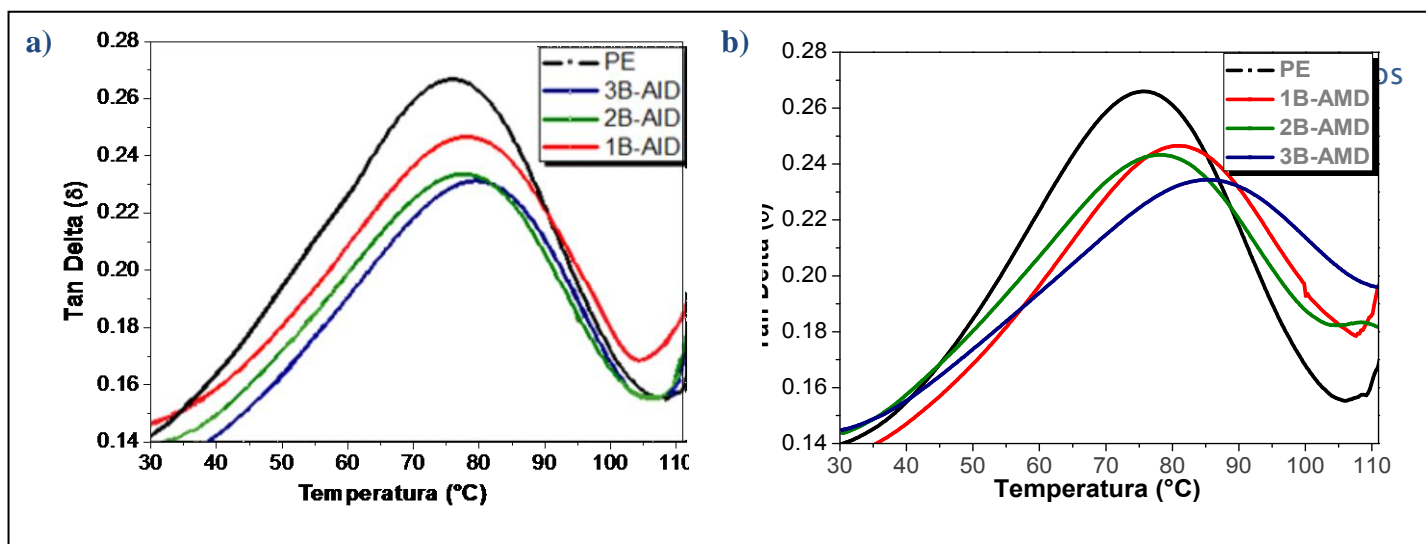 a)
0.28
0.26
0.24
0.22
0.20
0.18
0.16
0.14
Tan Delta (δ)
PE
3B-AID
2B-AID
1B-AID
30 40 50 60 70 80 90 100 110
Temperatura (°C)
b)
0.28
0.26
0.24
0.22
0.20
0.18
0.16
0.14
Tan Delta
PE
1B-AMD
2B-AMD
3B-AMD
os
30 40 50 60 70 80 90 100 110
Temperatura (°C)